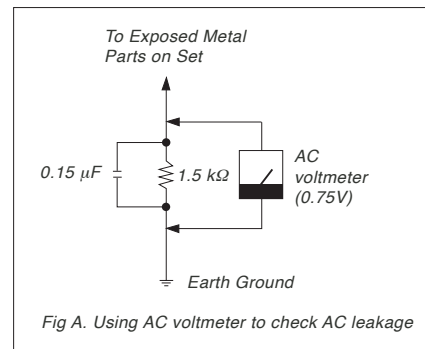 To Exposed Metal
Parts on Set
0.15 μF
1.5 kΩ
AC
voltmeter
(0.75V)
Earth Ground
Fig A. Using AC voltmeter to check AC leakage